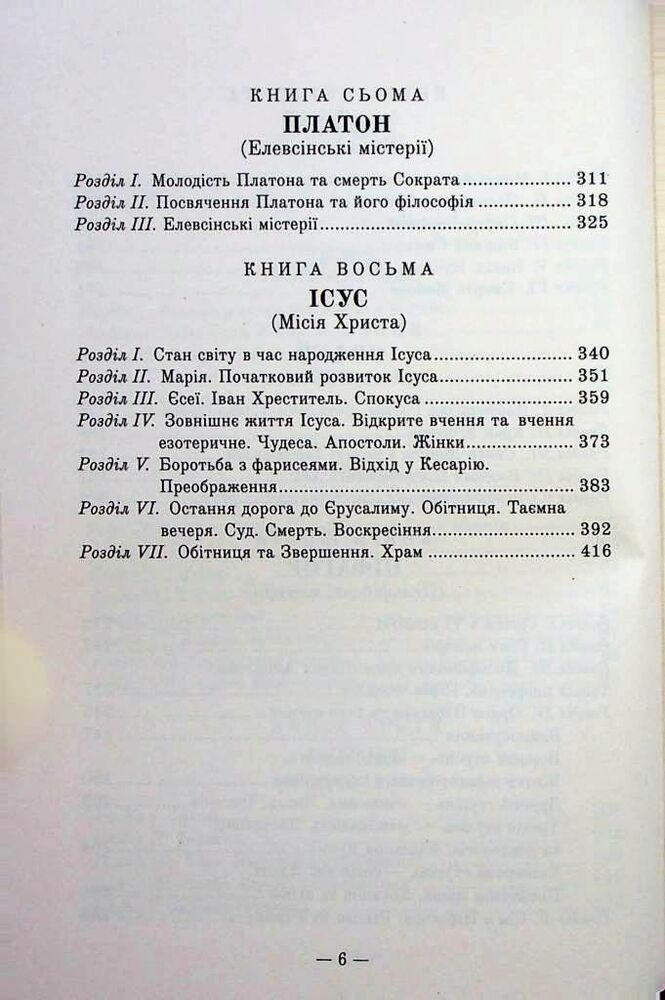 КНИГА СЬОМА
ПЛАТОН
(Елевсінські містерії)
Розділ I. Молодість Платона та смерть Сократа.................... 311
Розділ II. Посвячення Платона та його філософія .................. 318
Розділ III. Елевсінські містерії............................................... 325
КНИГА ВОСЬМА
ІСУС
(Місія Христа)
Розділ I. Стан світу в час народження Ісуса......................... 340
Розділ II. Марія. Початковий розвиток Ісуса........................ 351
Розділ III. Єсеї. Іван Хреститель. Спокуса .......................... 359
Розділ IV. Зовнішнє життя Ісуса. Відкрите вчення та вчення
езотеричне. Чудеса. Апостоли. Жінки..................... 373
Розділ V. Боротьба з фарисеями. Відхід у Кесарію.
Преображення..................................................... 383
Розділ VI. Остання дорога до Єрусалиму. Обітниця. Таємна
вечеря. Суд. Смерть. Воскресіння.......................... 392
Розділ VII. Обітниця та Звершення. Храм .......................... 416
— 6 —